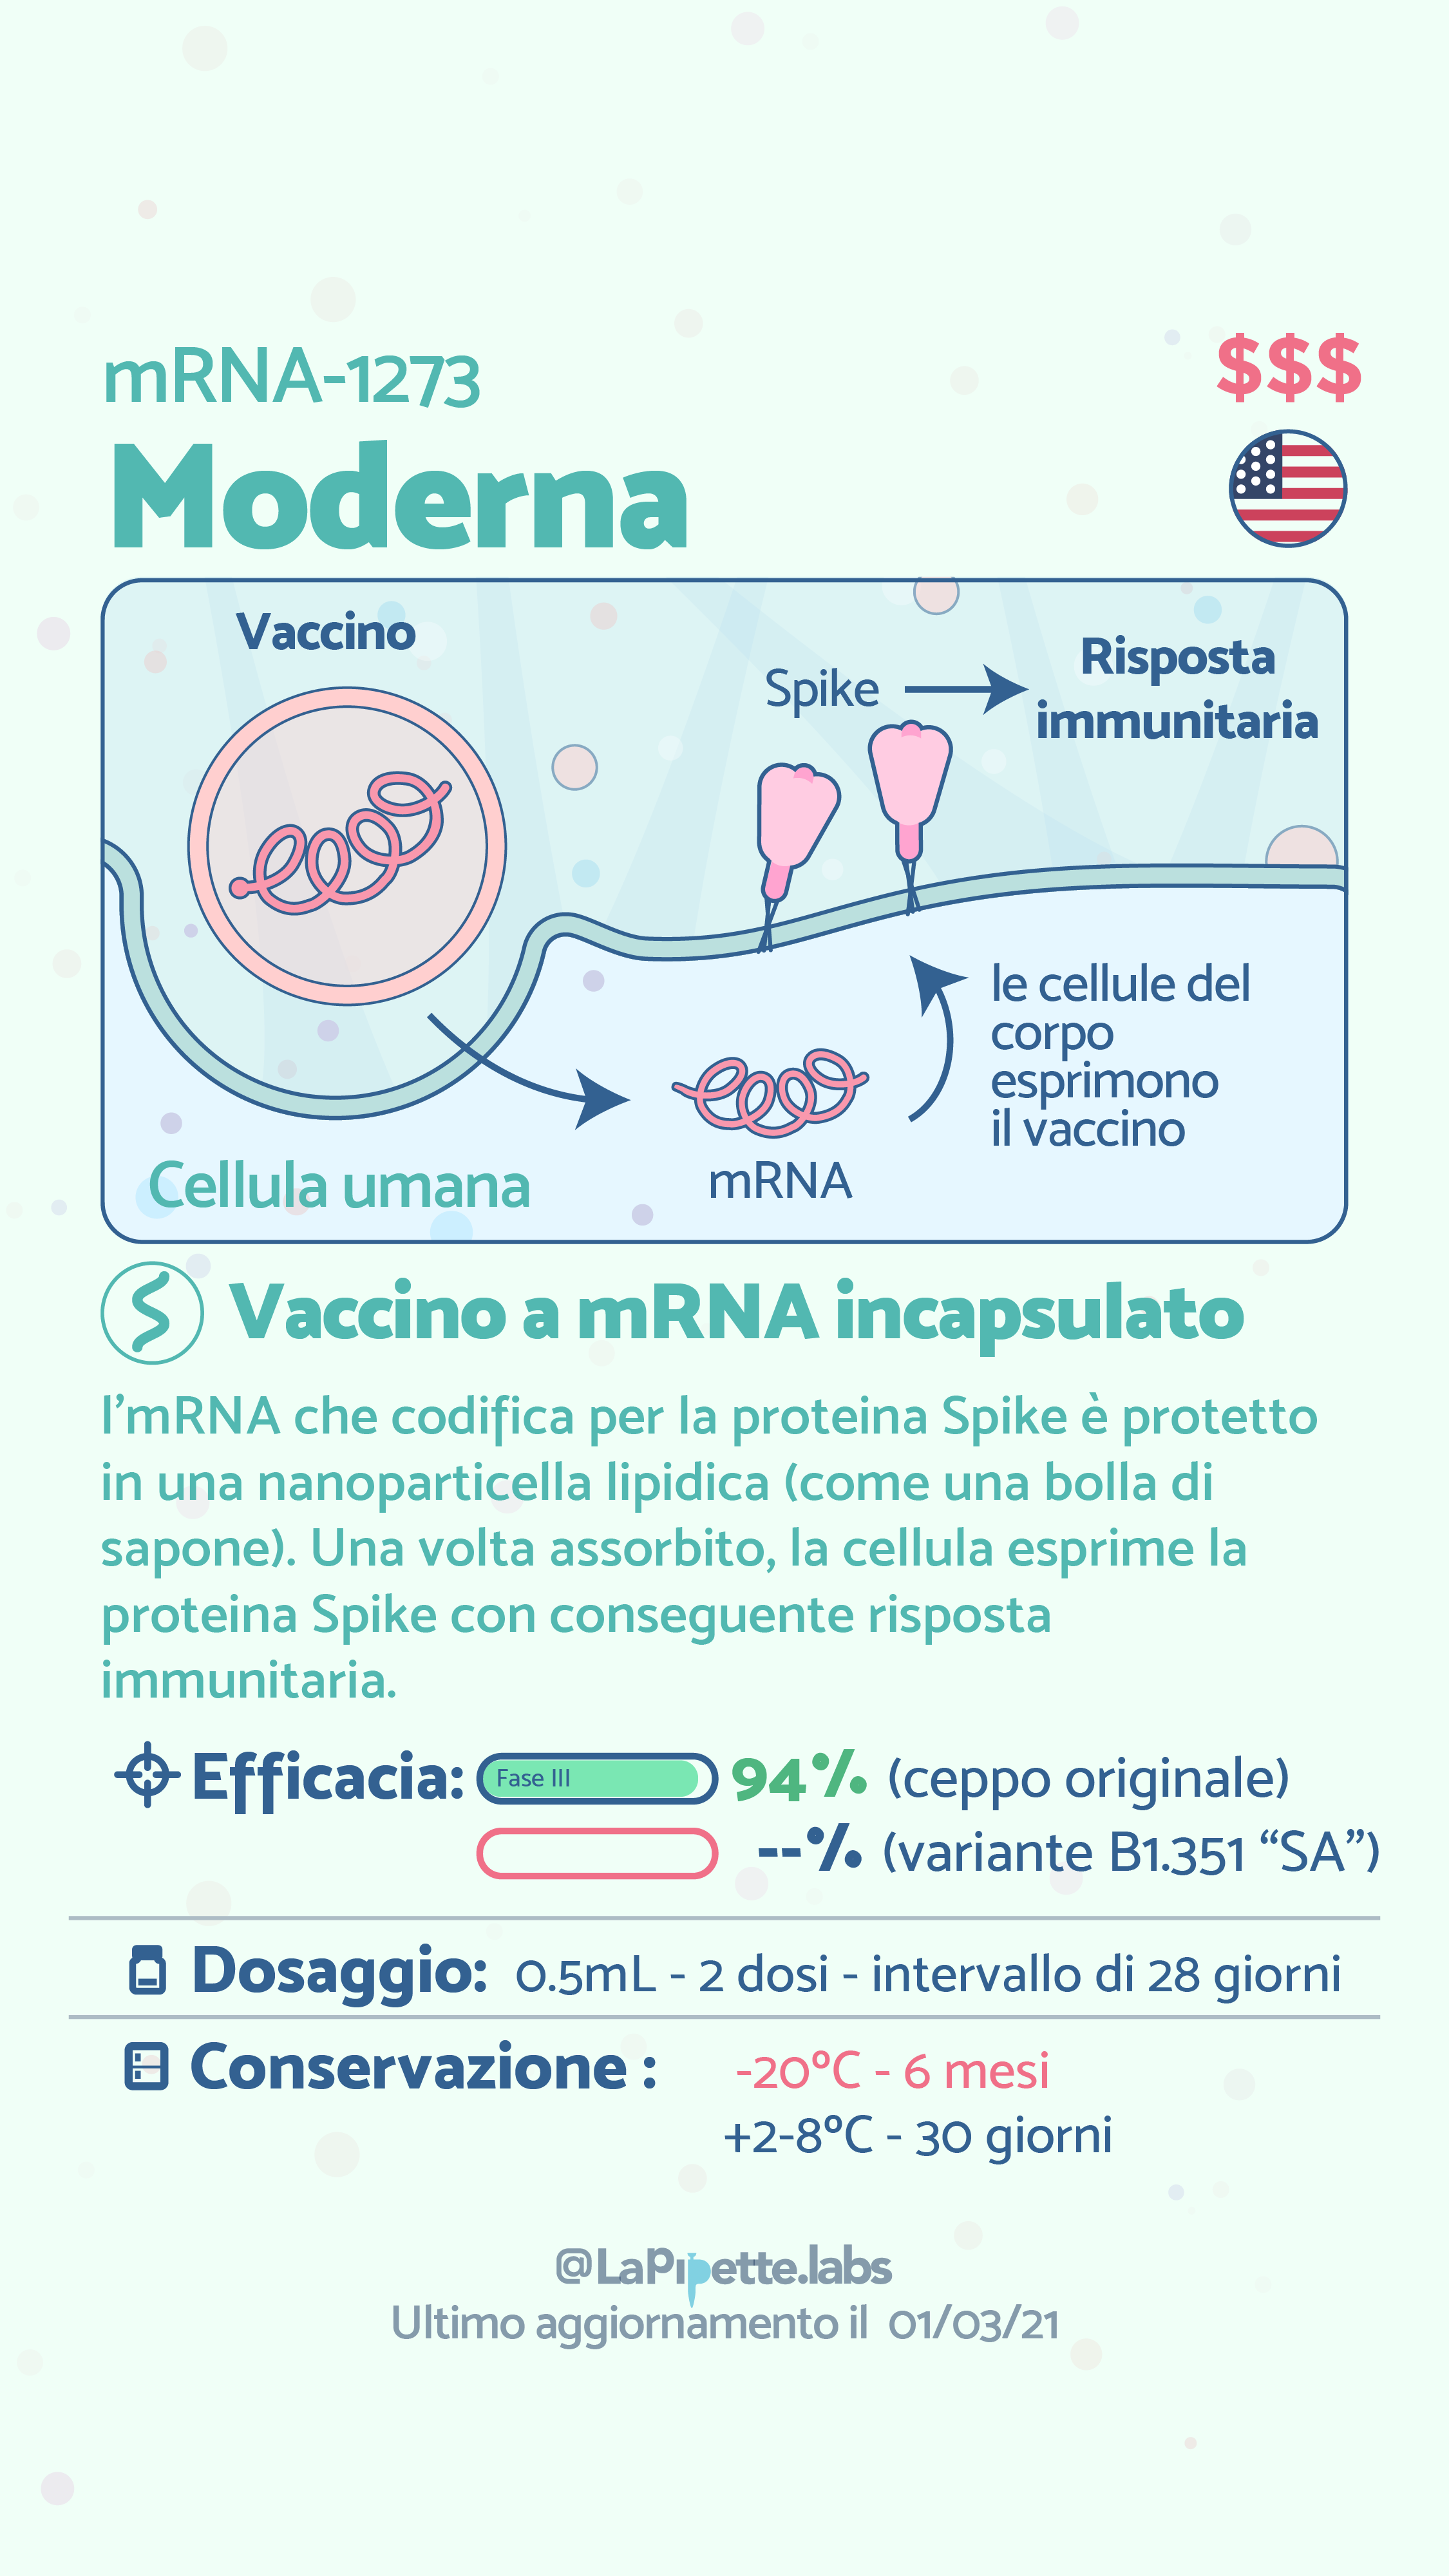 mRNA-1273
$$$
Moderna
Vaccino
Spike
Risposta
immunitaria
le cellule del
corpo
esprimono
il vaccino
mRNA
Cellula umana
Vaccino a mRNA incapsulato
l’mRNA che codifica per la proteina Spike è protetto
in una nanoparticella lipidica (come una bolla di
sapone). Una volta assorbito, la cellula esprime la
proteina Spike con conseguente risposta
immunitaria.
Efficacia: Fase III 94% (ceppo originale)
--% (variante B1.351 “SA”)
Dosaggio: 0.5mL - 2 dosi - intervallo di 28 giorni
Conservazione : -20°C - 6 mesi
+2-8°C - 30 giorni
@LaPipette.labs
Ultimo aggiornamento il 01/03/21